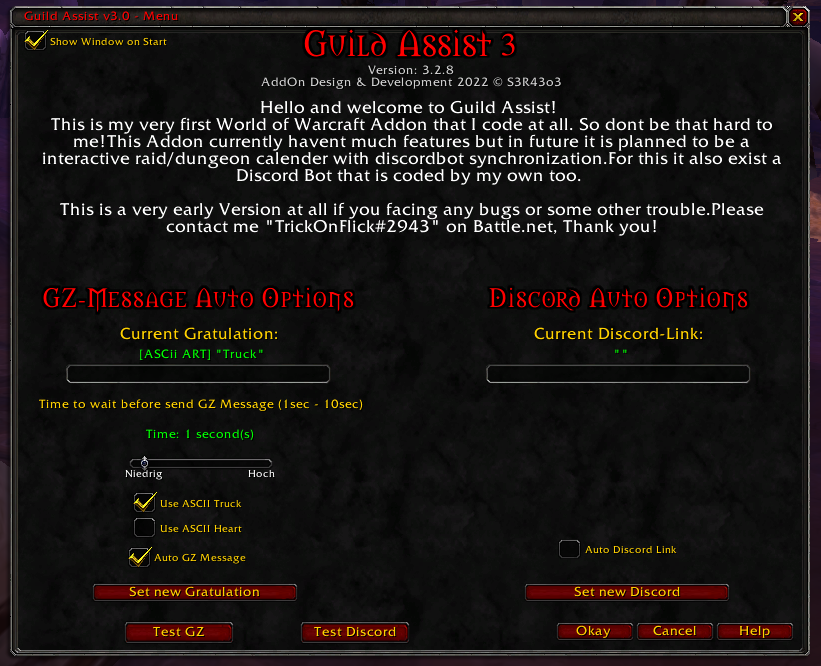 Guild Assist v3.0 - Menu
Show Window on Start
Guild Assist 3
Version: 3.2.8
AddOn Design & Development 2022 © S3R43o3
Hello and welcome to Guild Assist!
This is my very first World of Warcraft Addon that I code at all. So dont be that hard to
me!This Addon currently havent much features but in future it is planned to be a
interactive raid/dungeon calender with discordbot synchronization.For this it also exist a
Discord Bot that is coded by my own too.
This is a very early Version at all if you facing any bugs or some other trouble.Please
contact me "TrickOnFlick#2943" on Battle.net, Thank you!
GZ-Message Auto Options
Current Gratulation:
[ASCii ART] "Truck"
Time to wait before send GZ Message (1sec - 10sec)
Time: 1 second(s)
Niedrig Hoch
Use ASCII Truck
Use ASCII Heart
Auto GZ Message
Set new Gratulation
Test GZ
Test Discord
Discord Auto Options
Current Discord-Link:
""
Auto Discord Link
Set new Discord
Okay
Cancel
Help